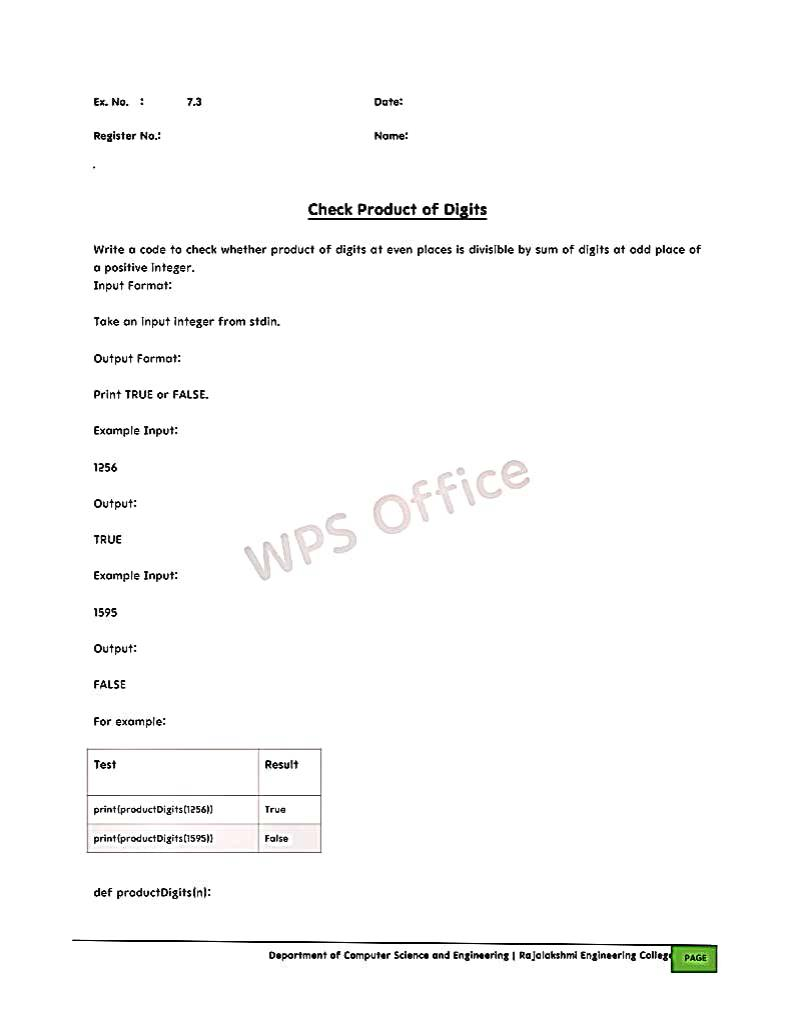 Ex. No. : 7.3 Date:
Register No.: Name:
.
Check Product of Digits
Write a code to check whether product of digits at even places is divisible by sum of digits at odd place of
a positive integer.
Input Format:
Take an input integer from stdin.
Output Format:
Print TRUE or FALSE.
Example Input:
1256
Output:
TRUE
Example Input:
1595
Output:
FALSE
For example:
Test Result
print(productDigits(1256)) True
print(productDigits(1595)) False
def productDigits(n):
WPS Office
Department of Computer Science and Engineering | Rajalakshmi Engineering College PAGE